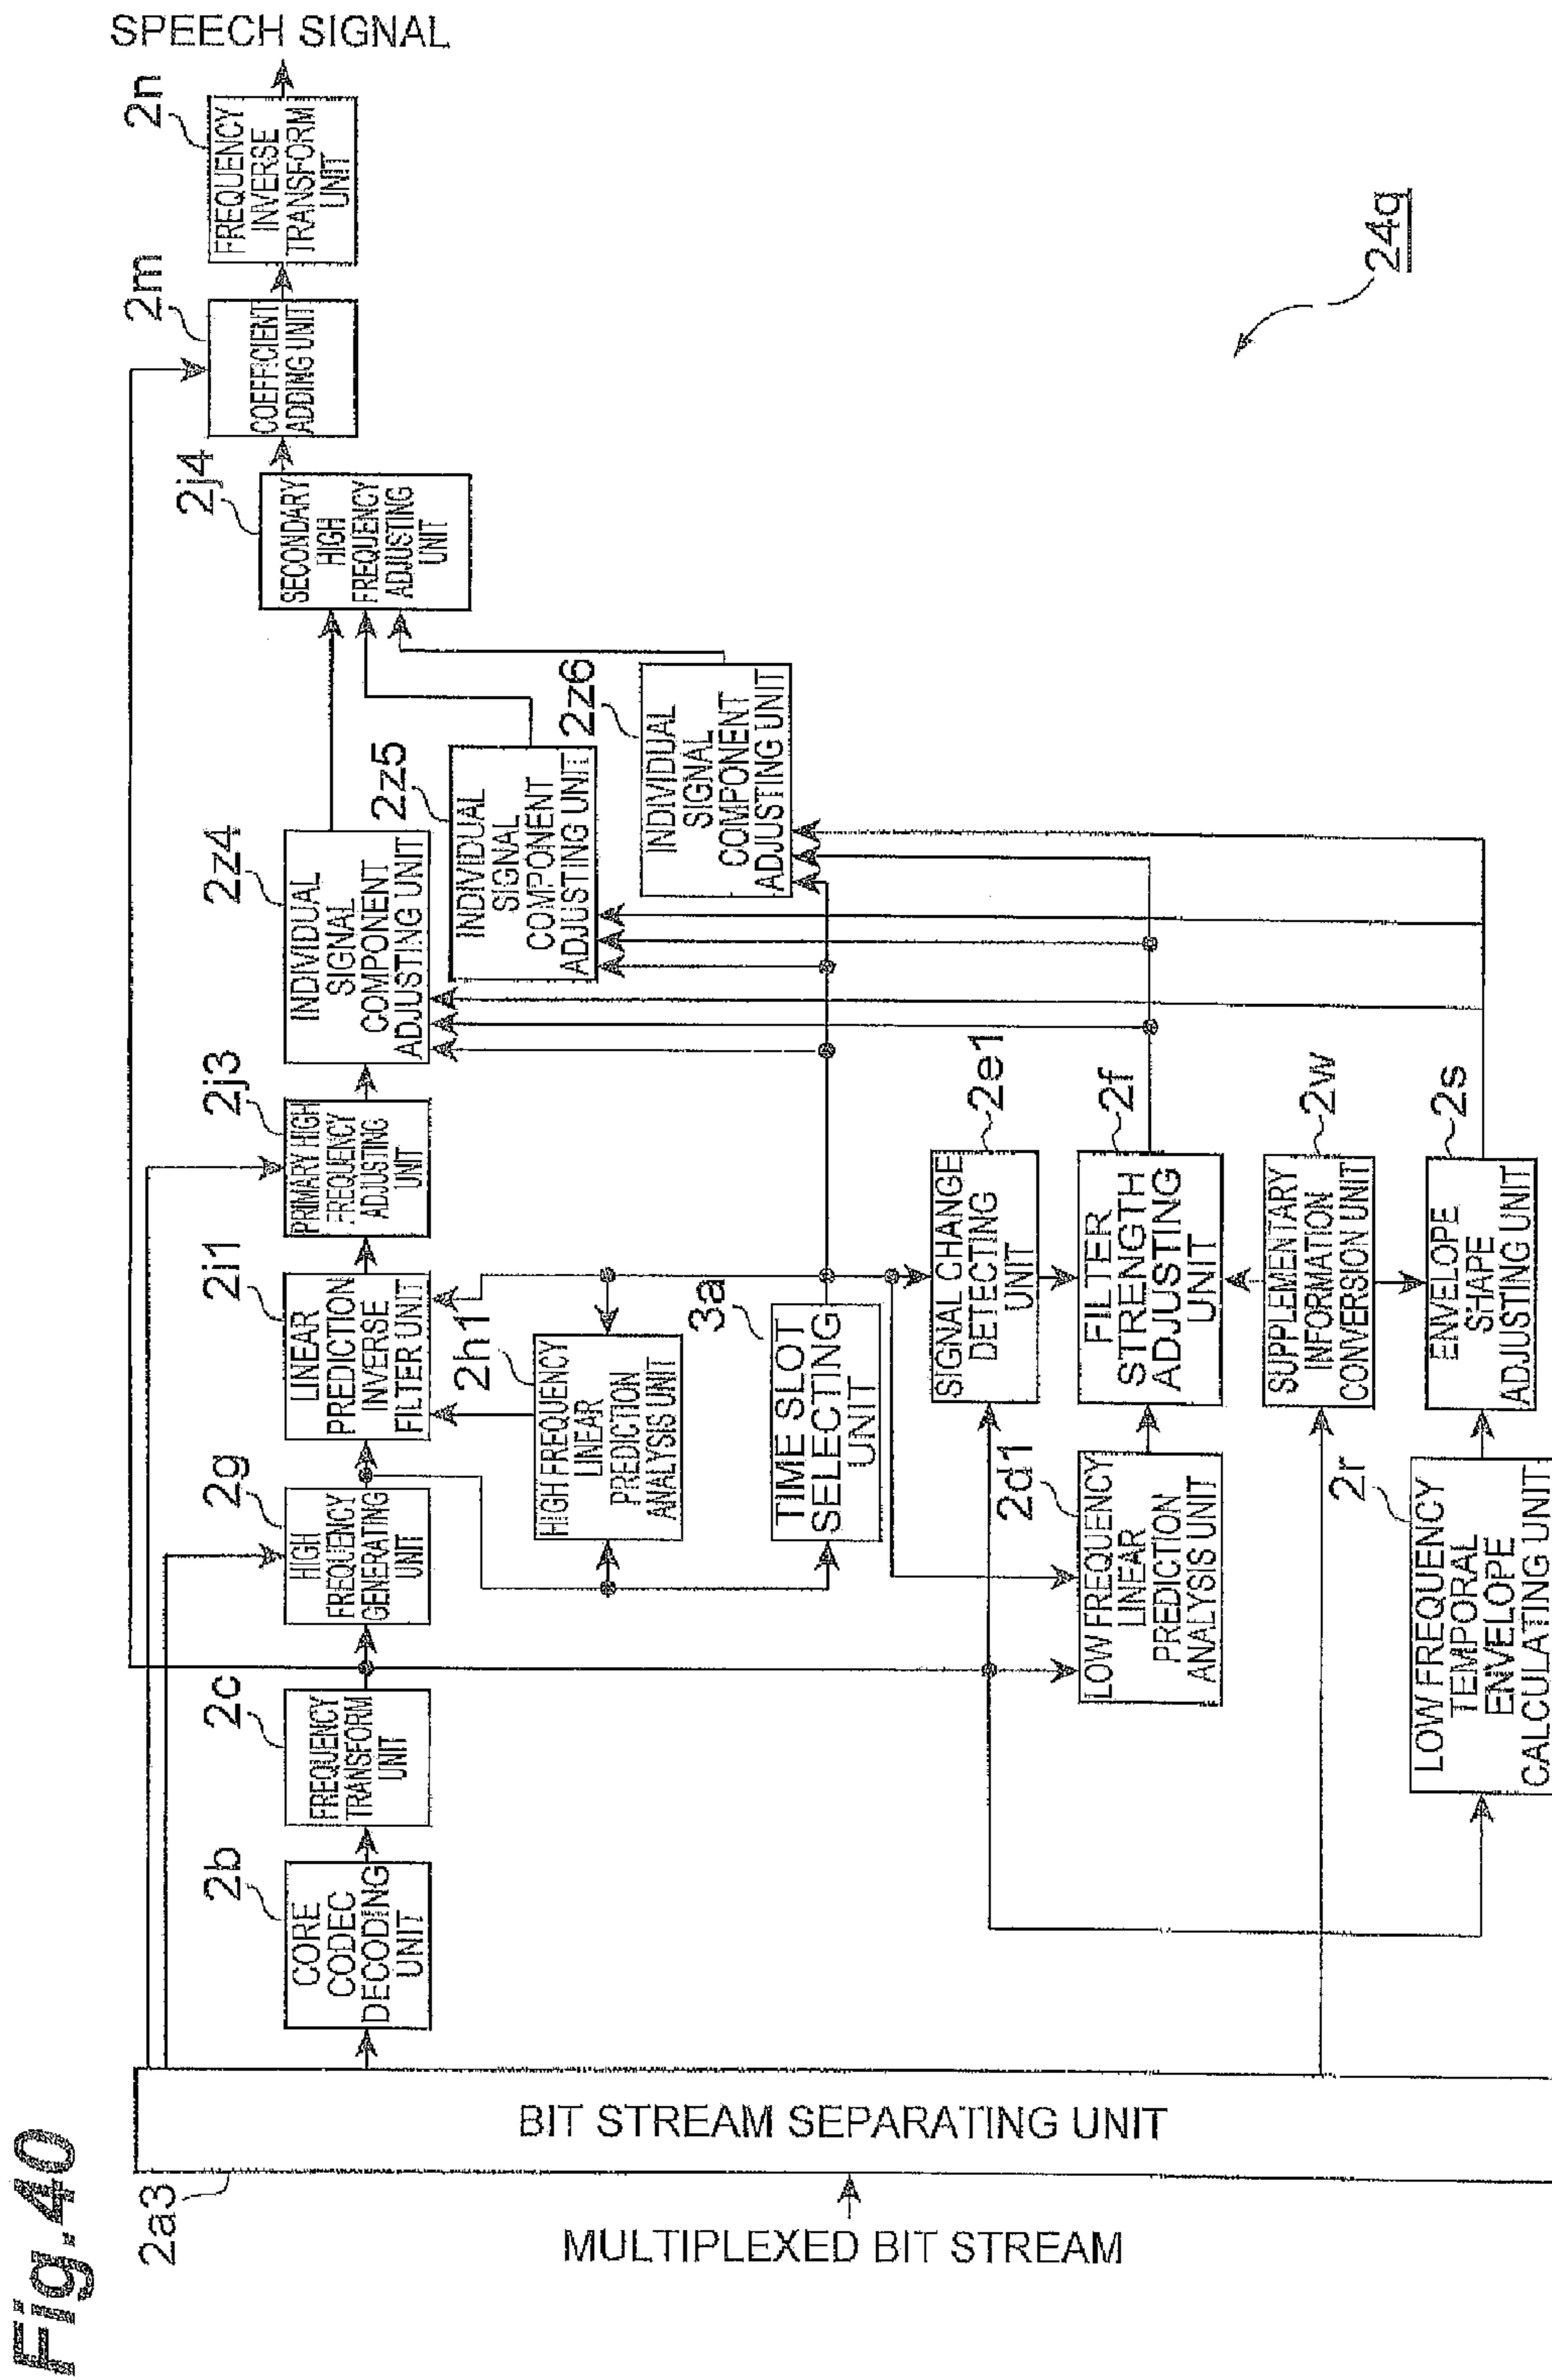 Fig.40
SPEECH SIGNAL
2n
FREQUENCY
INVERSE
TRANSFORM
UNIT
2m
COEFFICIENT
ADDING UNIT
2j4
SECONDARY
HIGH
FREQUENCY
ADJUSTING
UNIT
2z4
INDIVIDUAL
SIGNAL
COMPONENT
ADJUSTING UNIT
2z5
INDIVIDUAL
SIGNAL
COMPONENT
ADJUSTING UNIT
2z6
INDIVIDUAL
SIGNAL
COMPONENT
ADJUSTING UNIT
2j3
PRIMARY HIGH
FREQUENCY
ADJUSTING
UNIT
2i1
LINEAR
PREDICTION
INVERSE
FILTER UNIT
2h1
HIGH FREQUENCY
LINEAR
PREDICTION
ANALYSIS UNIT
2g
HIGH
FREQUENCY
GENERATING
UNIT
2c
FREQUENCY
TRANSFORM
UNIT
2b
CORE
CODEC
DECODING
UNIT
3a
TIME SLOT
SELECTING
UNIT
2e1
SIGNAL CHANGE
DETECTING
UNIT
2f
FILTER
STRENGTH
ADJUSTING
UNIT
2d1
LOW FREQUENCY
LINEAR
PREDICTION
ANALYSIS UNIT
2w
SUPPLEMENTARY
INFORMATION
CONVERSION UNIT
2s
ENVELOPE
SHAPE
ADJUSTING UNIT
2r
LOW FREQUENCY
TEMPORAL
ENVELOPE
CALCULATING UNIT
24q
2a3
BIT STREAM SEPARATING UNIT
MULTIPLEXED BIT STREAM